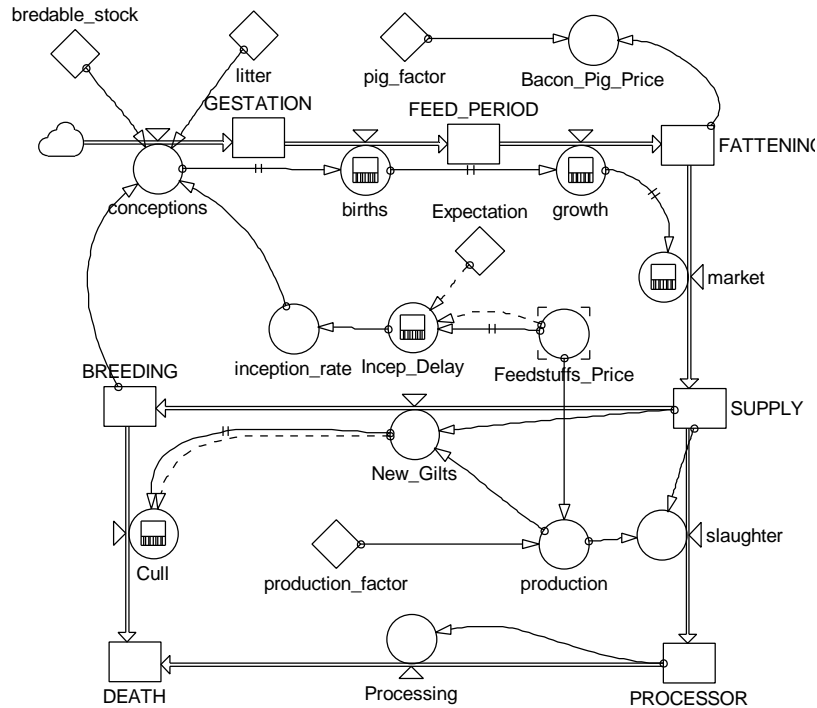 bredable_stock
litter
pig_factor
Bacon_Pig_Price
GESTATION
FEED_PERIOD
FATTENING
conceptions
births
growth
Expectation
market
inception_rate
Incep_Delay
Feedstuffs_Price
BREEDING
SUPPLY
New_Gilts
Cull
production_factor
production
slaughter
DEATH
Processing
PROCESSOR